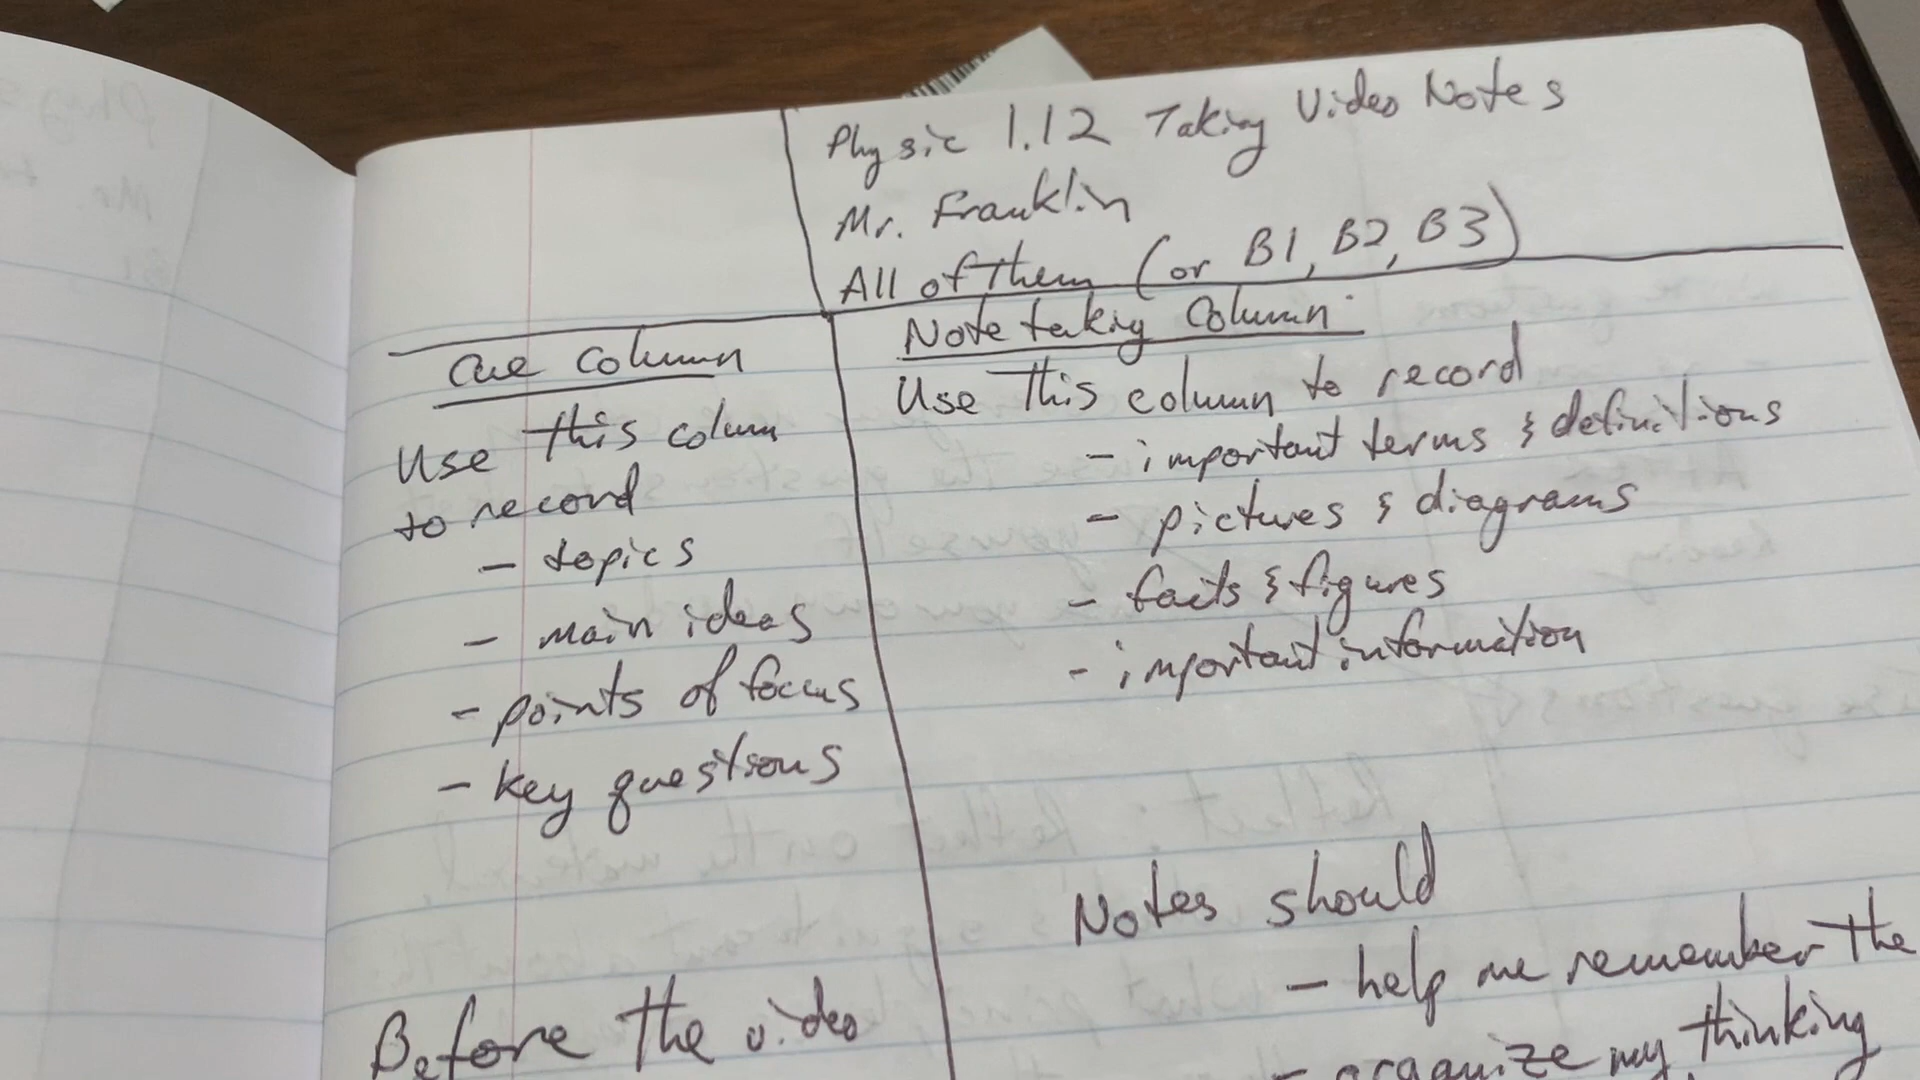 Physic 1.12 Taking Video Notes
Mr. Franklin
All of Them (or B1, B2, B3)
Cue Column
Use this colum
to record
- topics
- main ideas
- points of focus
- key questions
Before the video
Note taking Column
Use This column to record
- important terms & definitions
- pictures & diagrams
- facts & figures
- important information
Notes should
- help me remember the
- organize my thinking